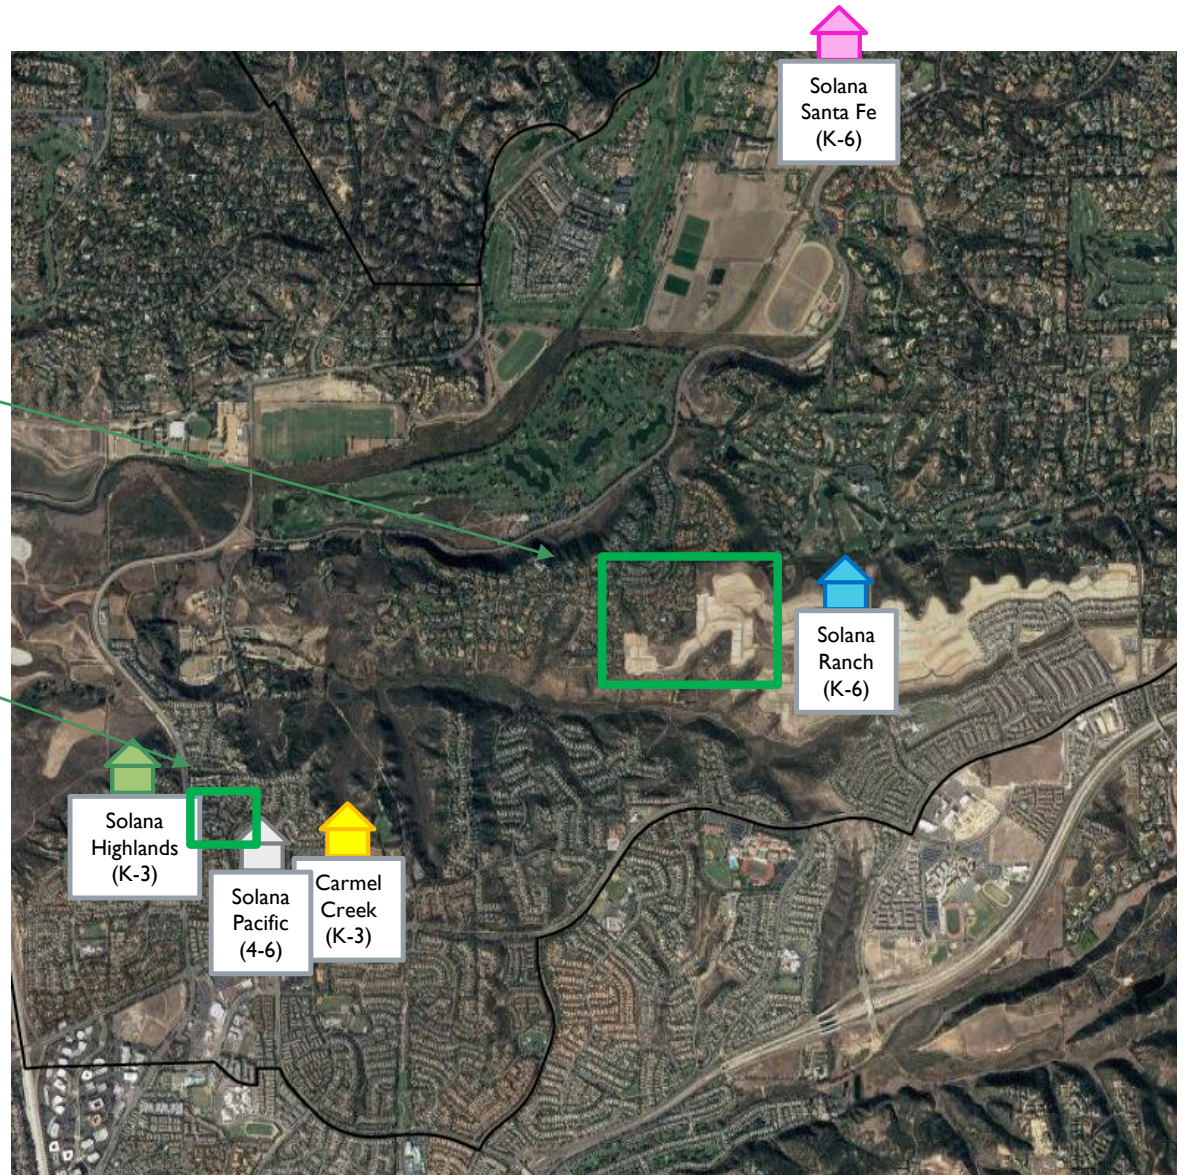 Solana
Santa Fe
(K-6)
Solana
Ranch
(K-6)
Solana
Highlands
(K-3)
Solana
Pacific
(4-6)
Carmel
Creek
(K-3)